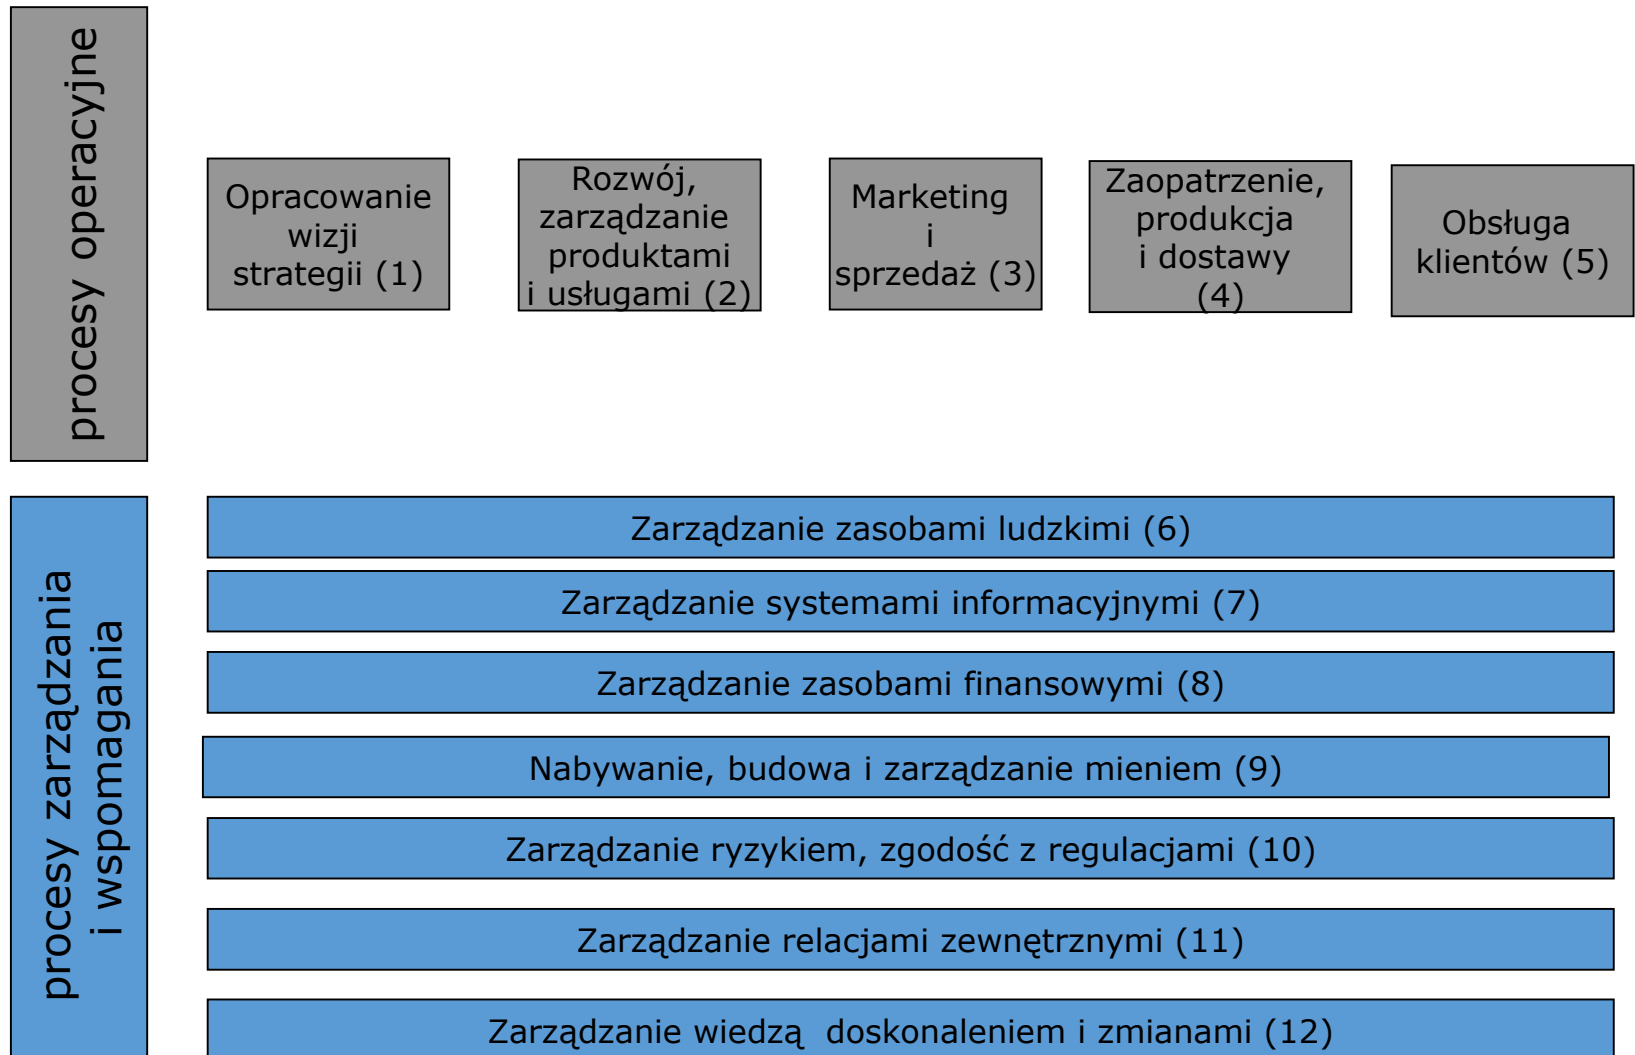 procesy operacyjne
Opracowanie
wizji
strategii (1)
Rozwój,
zarządzanie
produktami
i usługami (2)
Marketing
i
sprzedaż (3)
Zaopatrzenie,
produkcja
i dostawy
(4)
Obsługa
klientów (5)
procesy zarządzania
i wspomagania
Zarządzanie zasobami ludzkimi (6)
Zarządzanie systemami informacyjnymi (7)
Zarządzanie zasobami finansowymi (8)
Nabywanie, budowa i zarządzanie mieniem (9)
Zarządzanie ryzykiem, zgodość z regulacjami (10)
Zarządzanie relacjami zewnętrznymi (11)
Zarządzanie wiedzą  doskonaleniem i zmianami (12)